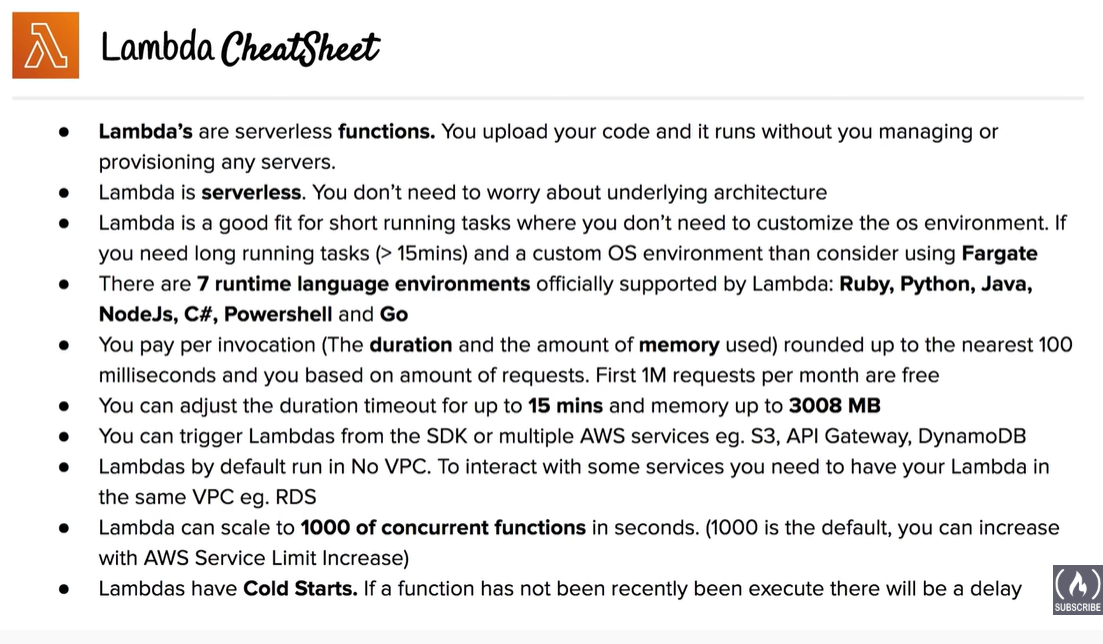 Lambda CheatSheet
● Lambda's are serverless functions. You upload your code and it runs without you managing or
provisioning any servers.
● Lambda is serverless. You don't need to worry about underlying architecture
● Lambda is a good fit for short running tasks where you don't need to customize the os environment. If
you need long running tasks (> 15mins) and a custom OS environment than consider using Fargate
● There are 7 runtime language environments officially supported by Lambda: Ruby, Python, Java,
NodeJs, C#, Powershell and Go
● You pay per invocation (The duration and the amount of memory used) rounded up to the nearest 100
milliseconds and you based on amount of requests. First 1M requests per month are free
● You can adjust the duration timeout for up to 15 mins and memory up to 3008 MB
● You can trigger Lambdas from the SDK or multiple AWS services eg. S3, API Gateway, DynamoDB
● Lambdas by default run in No VPC. To interact with some services you need to have your Lambda in
the same VPC eg. RDS
● Lambda can scale to 1000 of concurrent functions in seconds. (1000 is the default, you can increase
with AWS Service Limit Increase)
● Lambdas have Cold Starts. If a function has not been recently been execute there will be a delay
SUBSCRIBE